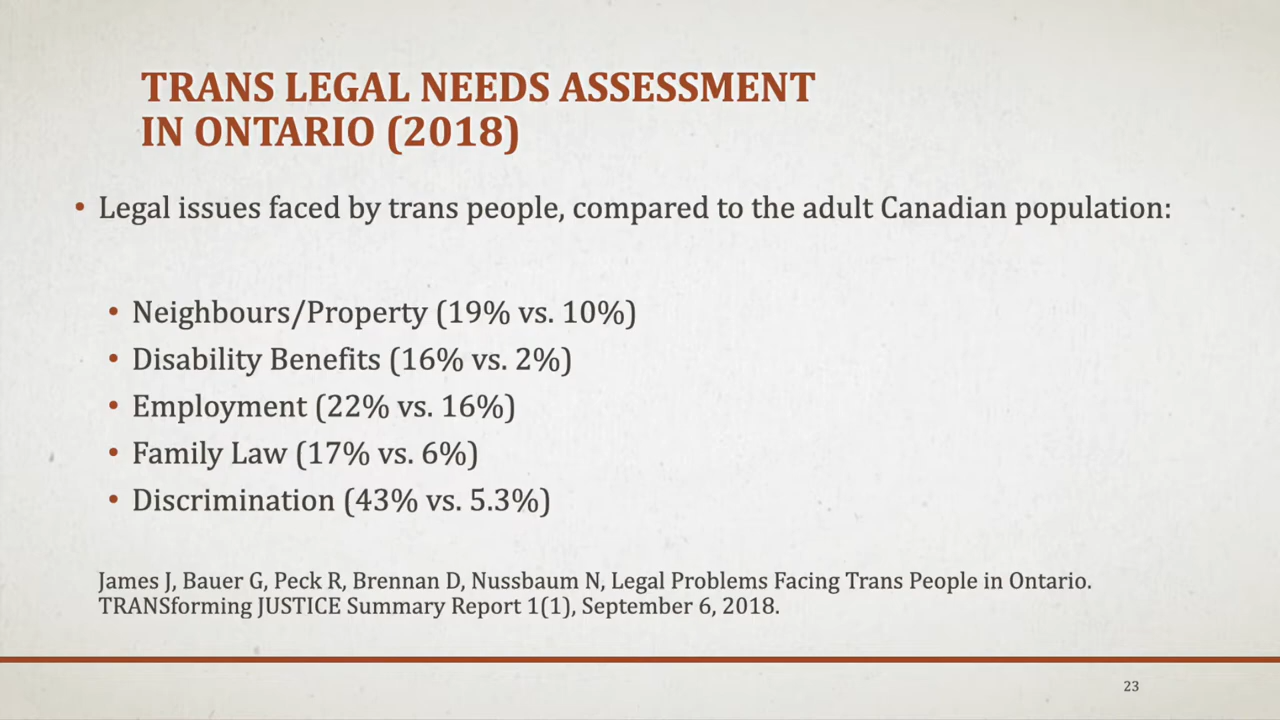 TRANS LEGAL NEEDS ASSESSMENT
IN ONTARIO (2018)
• Legal issues faced by trans people, compared to the adult Canadian population:
• Neighbours/Property (19% vs. 10%)
• Disability Benefits (16% vs. 2%)
• Employment (22% vs. 16%)
• Family Law (17% vs. 6%)
• Discrimination (43% vs. 5.3%)
James J, Bauer G, Peck R, Brennan D, Nussbaum N, Legal Problems Facing Trans People in Ontario.
TRANSforming JUSTICE Summary Report 1(1), September 6, 2018.
23